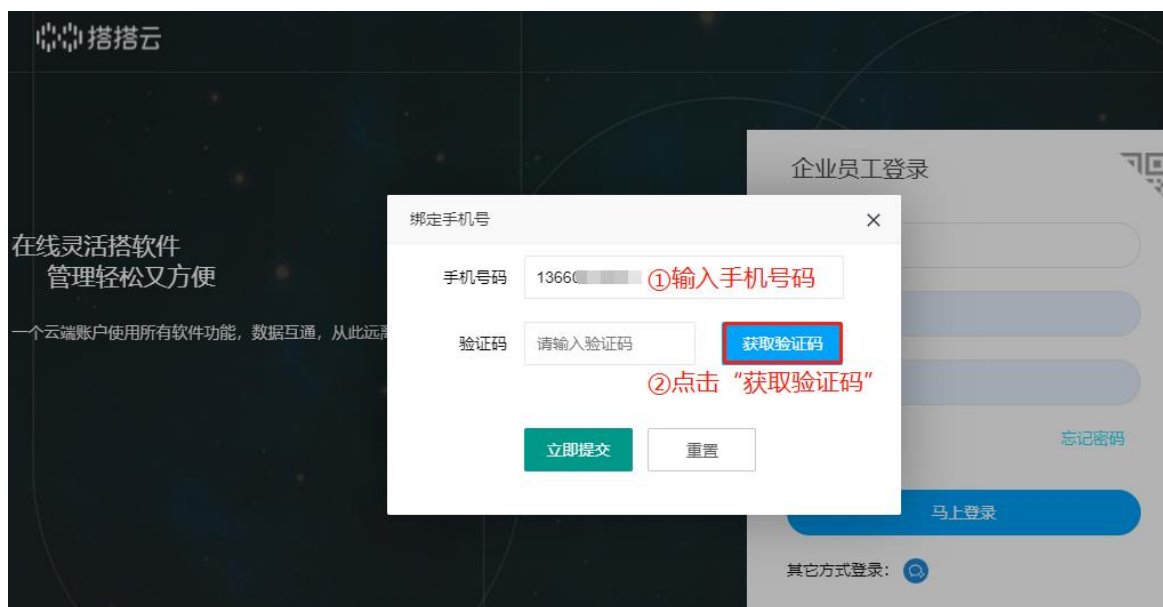 搭搭云
企业员工登录
在线灵活搭软件
管理轻松又方便
一个云端账户使用所有软件功能，数据互通，从此远
绑定手机号
手机号码 1366 ①输入手机号码
验证码 请输入验证码 获取验证码
②点击“获取验证码”
立即提交 重置
忘记密码
马上登录
其它方式登录：